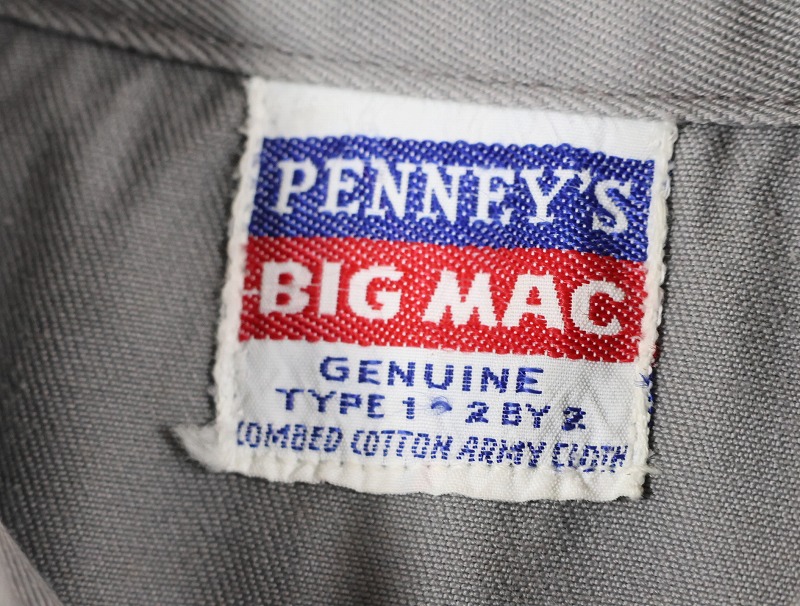 PENNEY'S
BIG MAC
GENUINE
TYPE 1 - 2 BY 2
COMBED COTTON ARMY CLOTH